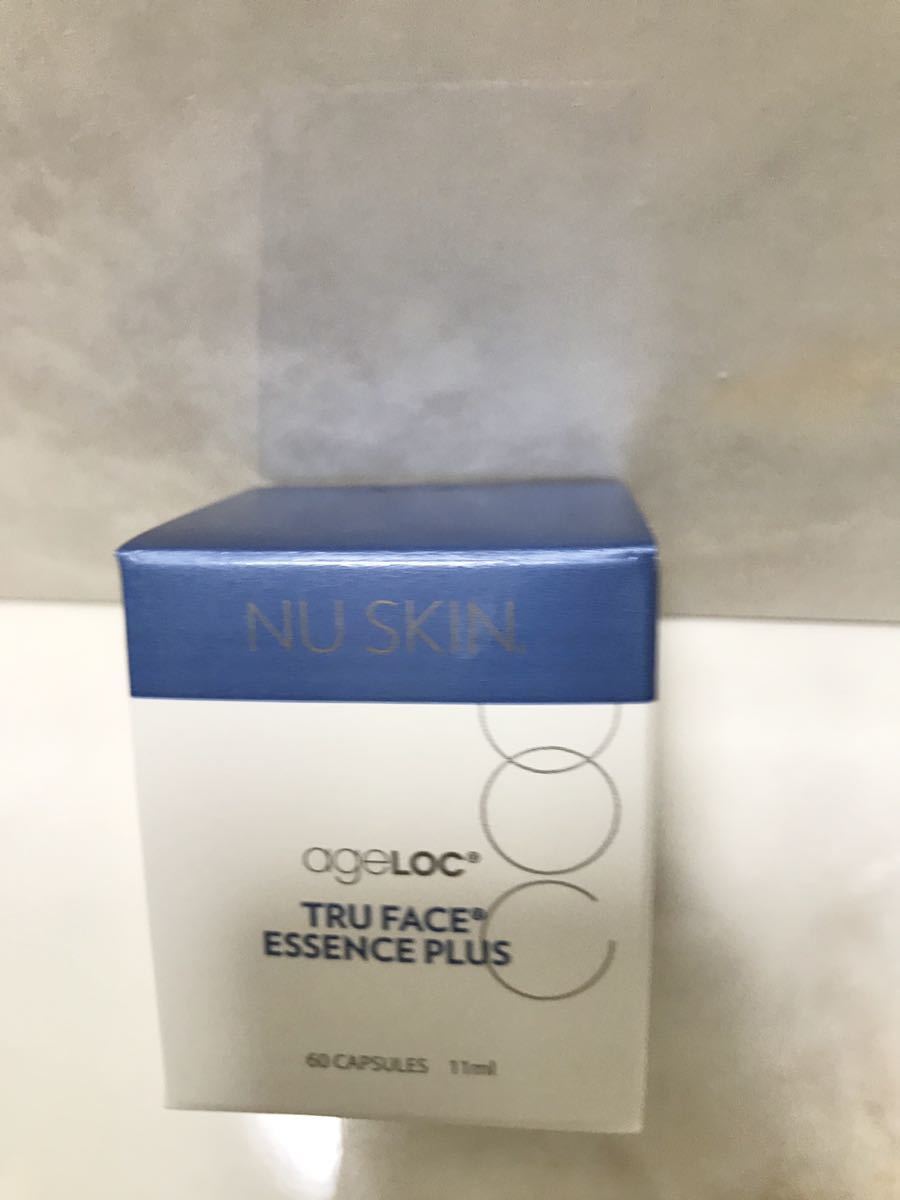 NU SKIN.
ageLOC®
TRU FACE®
ESSENCE PLUS
60 CAPSULES 11ml